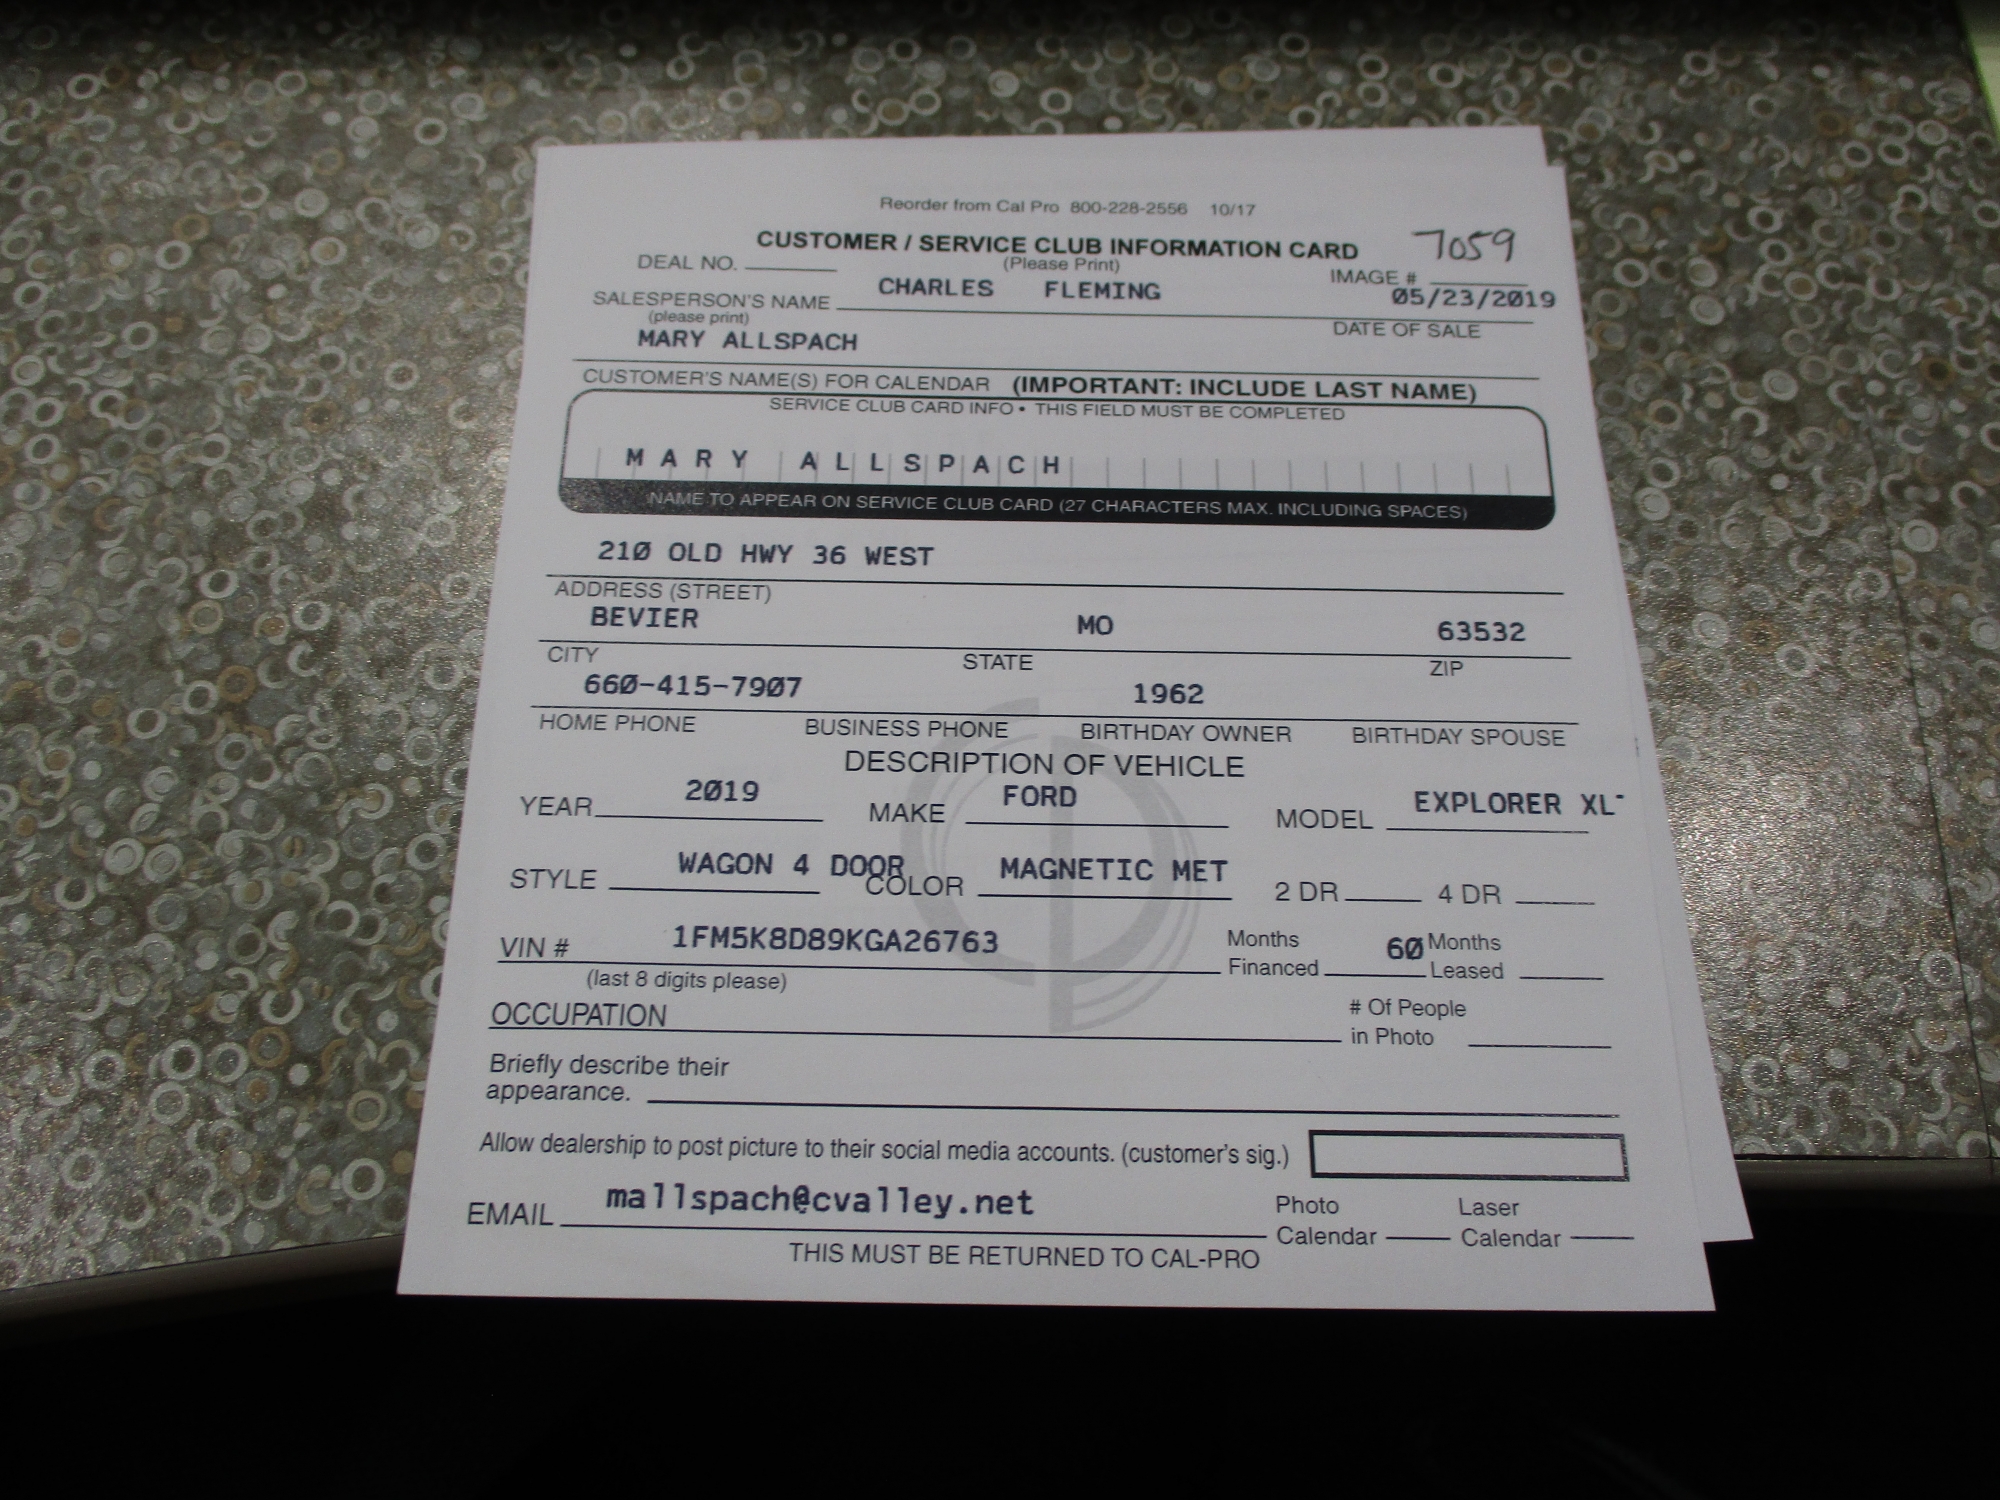 Reorder from Cal Pro 800-228-2556 10/17
CUSTOMER / SERVICE CLUB INFORMATION CARD 7059
DEAL NO. (Please Print) IMAGE #
SALESPERSON'S NAME CHARLES FLEMING 05/23/2019
(please print) DATE OF SALE
MARY ALLSPACH
CUSTOMER'S NAME(S) FOR CALENDAR (IMPORTANT: INCLUDE LAST NAME)
SERVICE CLUB CARD INFO • THIS FIELD MUST BE COMPLETED
MARY ALLSPACH
NAME TO APPEAR ON SERVICE CLUB CARD (27 CHARACTERS MAX. INCLUDING SPACES)
210 OLD HWY 36 WEST
ADDRESS (STREET)
BEVIER MO 63532
CITY STATE ZIP
660-415-7907 1962
HOME PHONE BUSINESS PHONE BIRTHDAY OWNER BIRTHDAY SPOUSE
DESCRIPTION OF VEHICLE
YEAR 2019 MAKE FORD MODEL EXPLORER
STYLE WAGON 4 DOOR COLOR MAGNETIC MET 2 DR 4 DR
VIN # 1FM5K8D89KGA26763 Months Financed 60 Months Leased
(last 8 digits please)
OCCUPATION # Of People in Photo
Briefly describe their
appearance.
Allow dealership to post picture to their social media accounts. (customer's sig.)
EMAIL mallspach@cvalley.net Photo Calendar Laser Calendar
THIS MUST BE RETURNED TO CAL-PRO